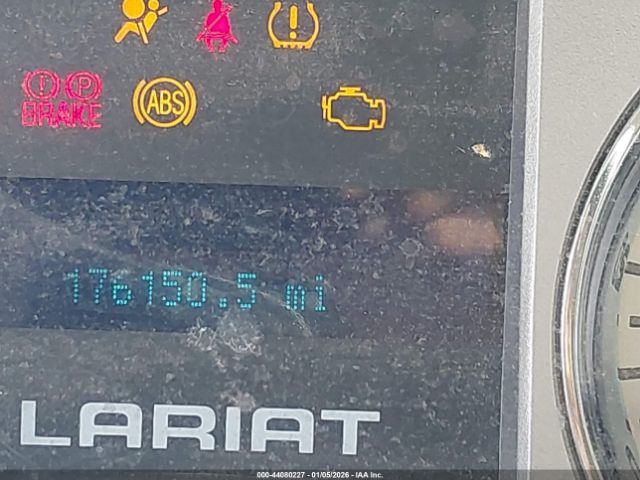 ! P
BRAKE
ABS
176150.5 mi
LARIAT
000-44080227 - 01/05/2026 - IAA Inc.